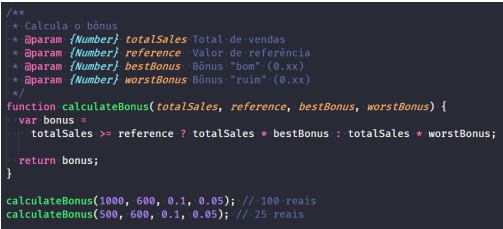 /**
 * Calcula o bônus
 * @param {Number} totalSales Total de vendas
 * @param {Number} reference  Valor de referência
 * @param {Number} bestBonus  Bônus "bom" (0.xx)
 * @param {Number} worstBonus Bônus "ruim" (0.xx)
 */
function calculateBonus(totalSales, reference, bestBonus, worstBonus) {
  var bonus =
    totalSales >= reference ? totalSales * bestBonus : totalSales * worstBonus;

  return bonus;
}

calculateBonus(1000, 600, 0.1, 0.05); // 100 reais
calculateBonus(500, 600, 0.1, 0.05); // 25 reais